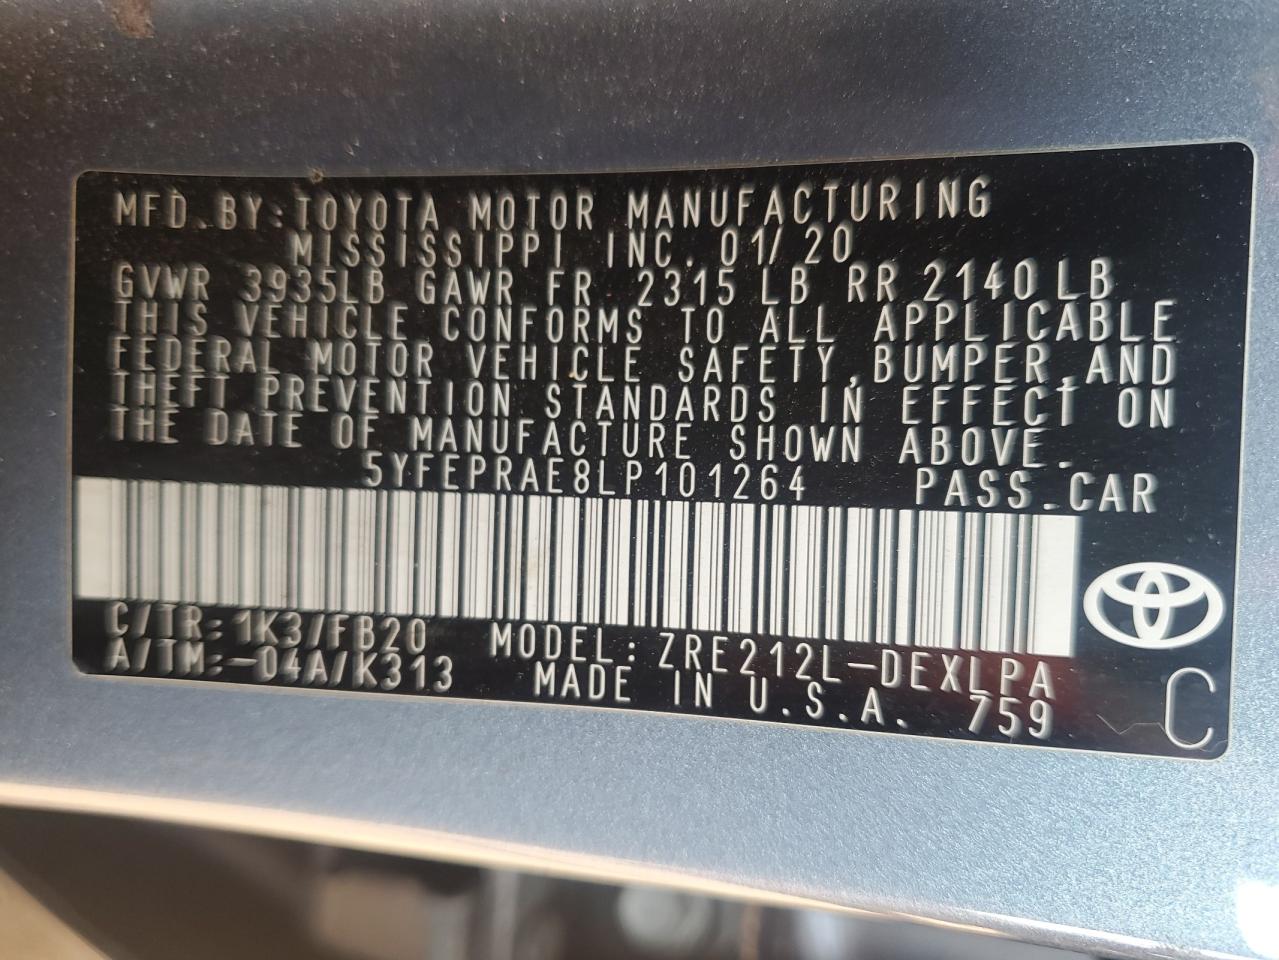 MFD.BY:TOYOTA MOTOR MANUFACTURING
MISSISSIPPI INC. 01/20
GVWR 3935LB GAWR FR 2315 LB RR 2140 LB
THIS VEHICLE CONFORMS TO ALL APPLICABLE
FEDERAL MOTOR VEHICLE SAFETY,BUMPER,AND
THEFT PREVENTION STANDARDS IN EFFECT ON
THE DATE OF MANUFACTURE SHOWN ABOVE.
5YFEPRAE8LP101264 PASS.CAR
C/TR:1K3/FB20 MODEL:ZRE212L-DEXLPA
A/TM:-04A/K313 MADE IN U.S.A. 759
C